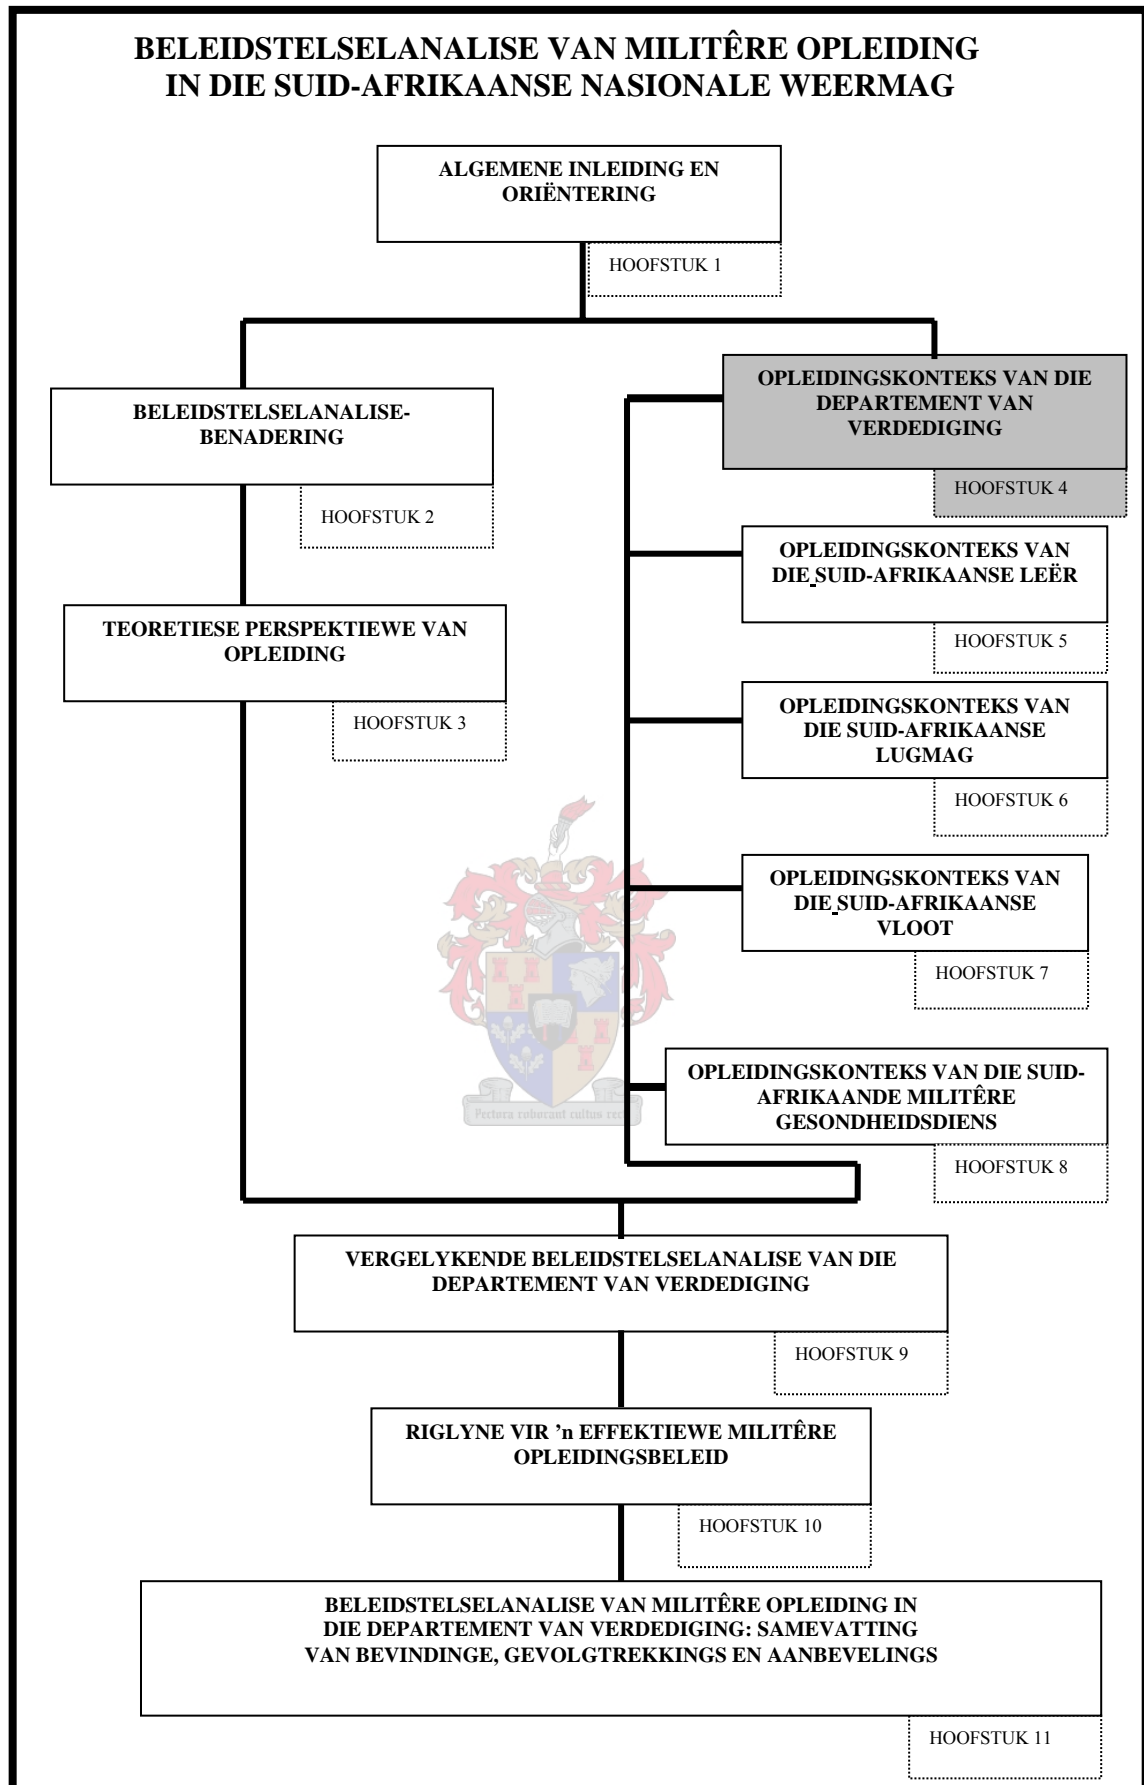 BELEIDSTELSELANALISE VAN MILITÊRE OPLEIDING
IN DIE SUID-AFRIKAANSE NASIONALE WEERMAG
ALGEMENE INLEIDING EN
ORIËNTERING
HOOFSTUK 1
BELEIDSTELSELANALISE-
BENADERING
HOOFSTUK 2
TEORETIESE PERSPEKTIEWE VAN
OPLEIDING
HOOFSTUK 3
OPLEIDINGSKONTEKS VAN DIE
DEPARTEMENT VAN
VERDEDIGING
HOOFSTUK 4
OPLEIDINGSKONTEKS VAN
DIE SUID-AFRIKAANSE LEËR
HOOFSTUK 5
OPLEIDINGSKONTEKS VAN
DIE SUID-AFRIKAANSE
LUGMAG
HOOFSTUK 6
OPLEIDINGSKONTEKS VAN
DIE SUID-AFRIKAANSE
VLOOT
HOOFSTUK 7
OPLEIDINGSKONTEKS VAN DIE SUID-
AFRIKAANDE MILITÊRE
GESONDHEIDSDIENS
HOOFSTUK 8
Pectora roborant cultus recti
VERGELYKENDE BELEIDSTELSELANALISE VAN DIE
DEPARTEMENT VAN VERDEDIGING
HOOFSTUK 9
RIGLYNE VIR ’n EFFEKTIEWE MILITÊRE
OPLEIDINGSBELEID
HOOFSTUK 10
BELEIDSTELSELANALISE VAN MILITÊRE OPLEIDING IN
DIE DEPARTEMENT VAN VERDEDIGING: SAMEVATTING
VAN BEVINDINGE, GEVOLGTREKKINGS EN AANBEVELINGS
HOOFSTUK 11